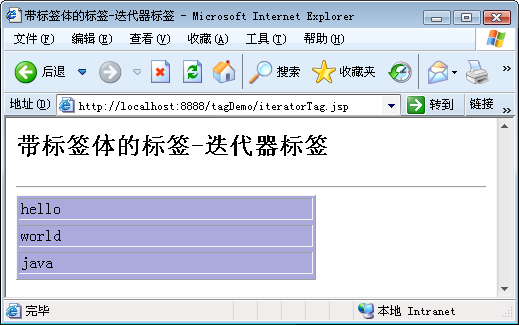 带标签体的标签-迭代器标签 - Microsoft Internet Explorer
文件(F) 编辑(E) 查看(V) 收藏(A) 工具(T) 帮助(H)
后退 搜索 收藏夹
地址(D) http://localhost:8888/tagDemo/iteratorTag.jsp 转到 链接
带标签体的标签-迭代器标签
hello
world
java
完毕 本地 Intranet